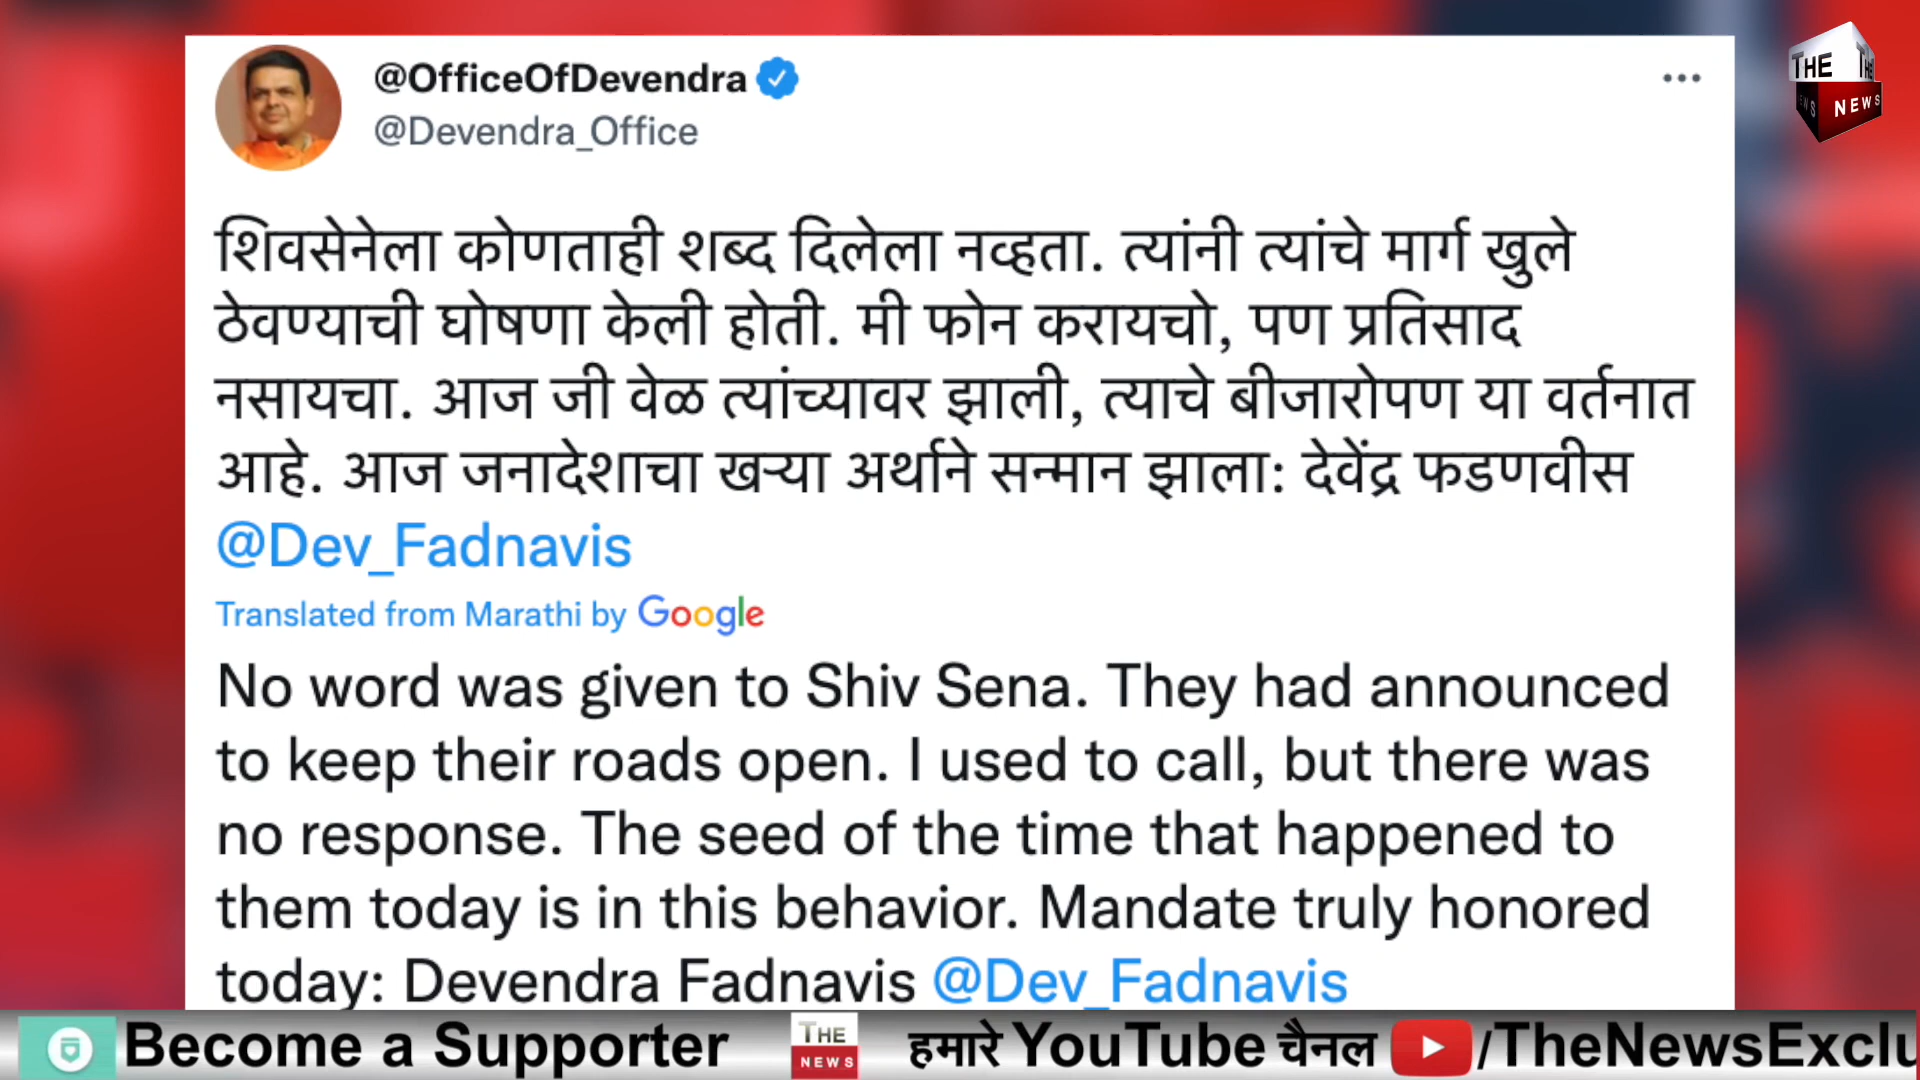 @OfficeOfDevendra
@Devendra_Office
THE
NEWS
शिवसेनेला कोणताही शब्द दिलेला नव्हता. त्यांनी त्यांचे मार्ग खुले
ठेवण्याची घोषणा केली होती. मी फोन करायचो, पण प्रतिसाद
नसायचा. आज जी वेळ त्यांच्यावर झाली, त्याचे बीजारोपण या वर्तनात
आहे. आज जनादेशाचा खऱ्या अर्थाने सन्मान झाला: देवेंद्र फडणवीस
@Dev_Fadnavis
Translated from Marathi by Google
No word was given to Shiv Sena. They had announced
to keep their roads open. I used to call, but there was
no response. The seed of the time that happened to
them today is in this behavior. Mandate truly honored
today: Devendra Fadnavis @Dev_Fadnavis
Become a Supporter THE NEWS हमारे YouTube चैनल /TheNewsExclu